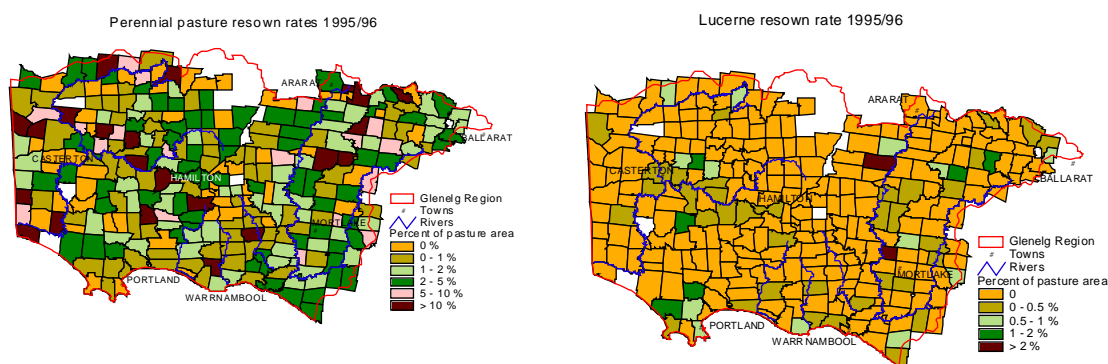 Perennial pasture resown rates 1995/96
ARARAT
BALLARAT
CASTERTON
HAMILTON
MORTLAKE
PORTLAND
WARRNAMBOOL
Glenelg Region
# Towns
Rivers
Percent of pasture area
0 %
0 - 1 %
1 - 2 %
2 - 5 %
5 - 10 %
> 10 %
Lucerne resown rate 1995/96
ARARAT
BALLARAT
CASTERTON
HAMILTON
MORTLAKE
PORTLAND
WARRNAMBOOL
Glenelg Region
# Towns
Rivers
Percent of pasture area
0
0 - 0.5 %
0.5 - 1 %
1 - 2 %
> 2 %